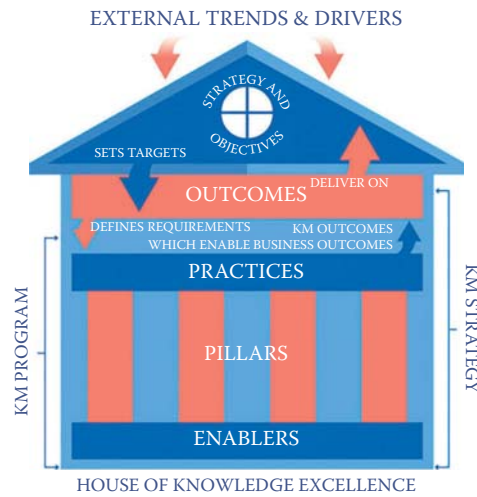 EXTERNAL TRENDS & DRIVERS
STRATEGY AND
OBJECTIVES
SETS TARGETS
DELIVER ON
OUTCOMES
DEFINES REQUIREMENTS
KM OUTCOMES
WHICH ENABLE BUSINESS OUTCOMES
PRACTICES
KM PROGRAM
PILLARS
KM STRATEGY
ENABLERS
HOUSE OF KNOWLEDGE EXCELLENCE